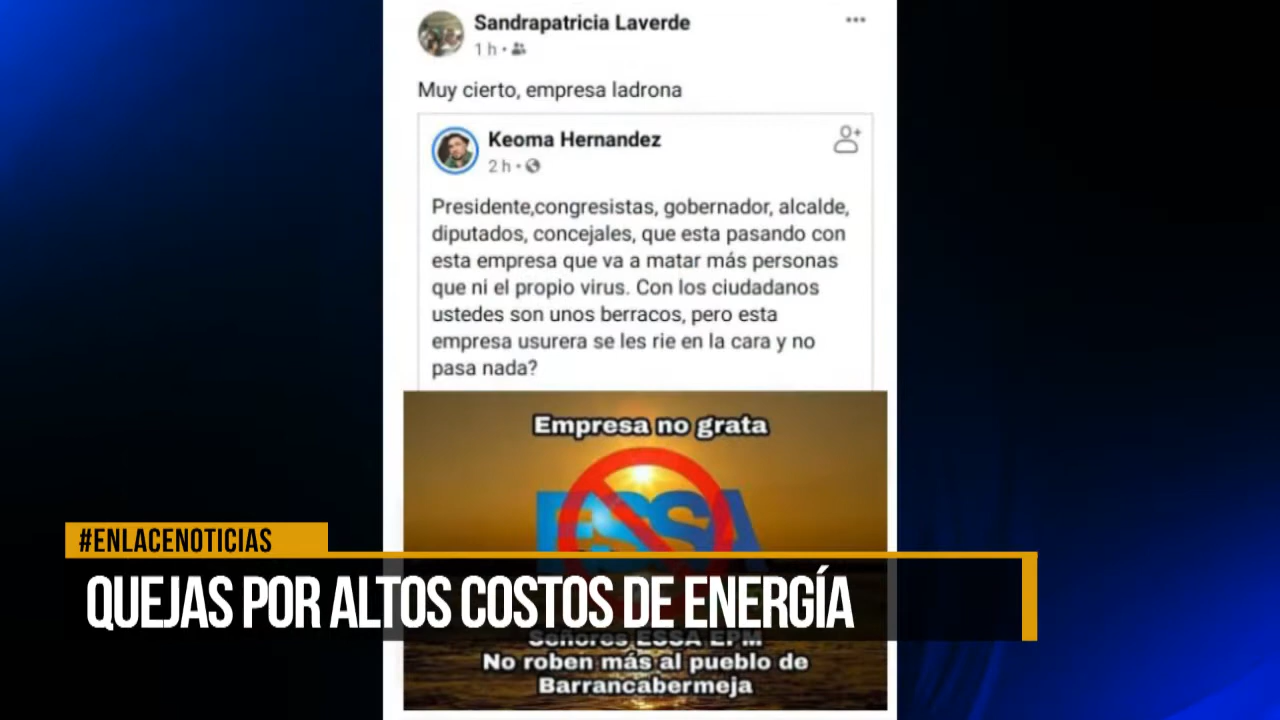 Sandrapatricia Laverde
1 h •
Muy cierto, empresa ladrona
Keoma Hernandez
2 h •
Presidente,congresistas, gobernador, alcalde,
diputados, concejales, que esta pasando con
esta empresa que va a matar más personas
que ni el propio virus. Con los ciudadanos
ustedes son unos berracos, pero esta
empresa usurera se les rie en la cara y no
pasa nada?
Empresa no grata
ESSA
#ENLACENOTICIAS
QUEJAS POR ALTOS COSTOS DE ENERGÍA
Señores ESSA EPM
No roben más al pueblo de
Barrancabermeja